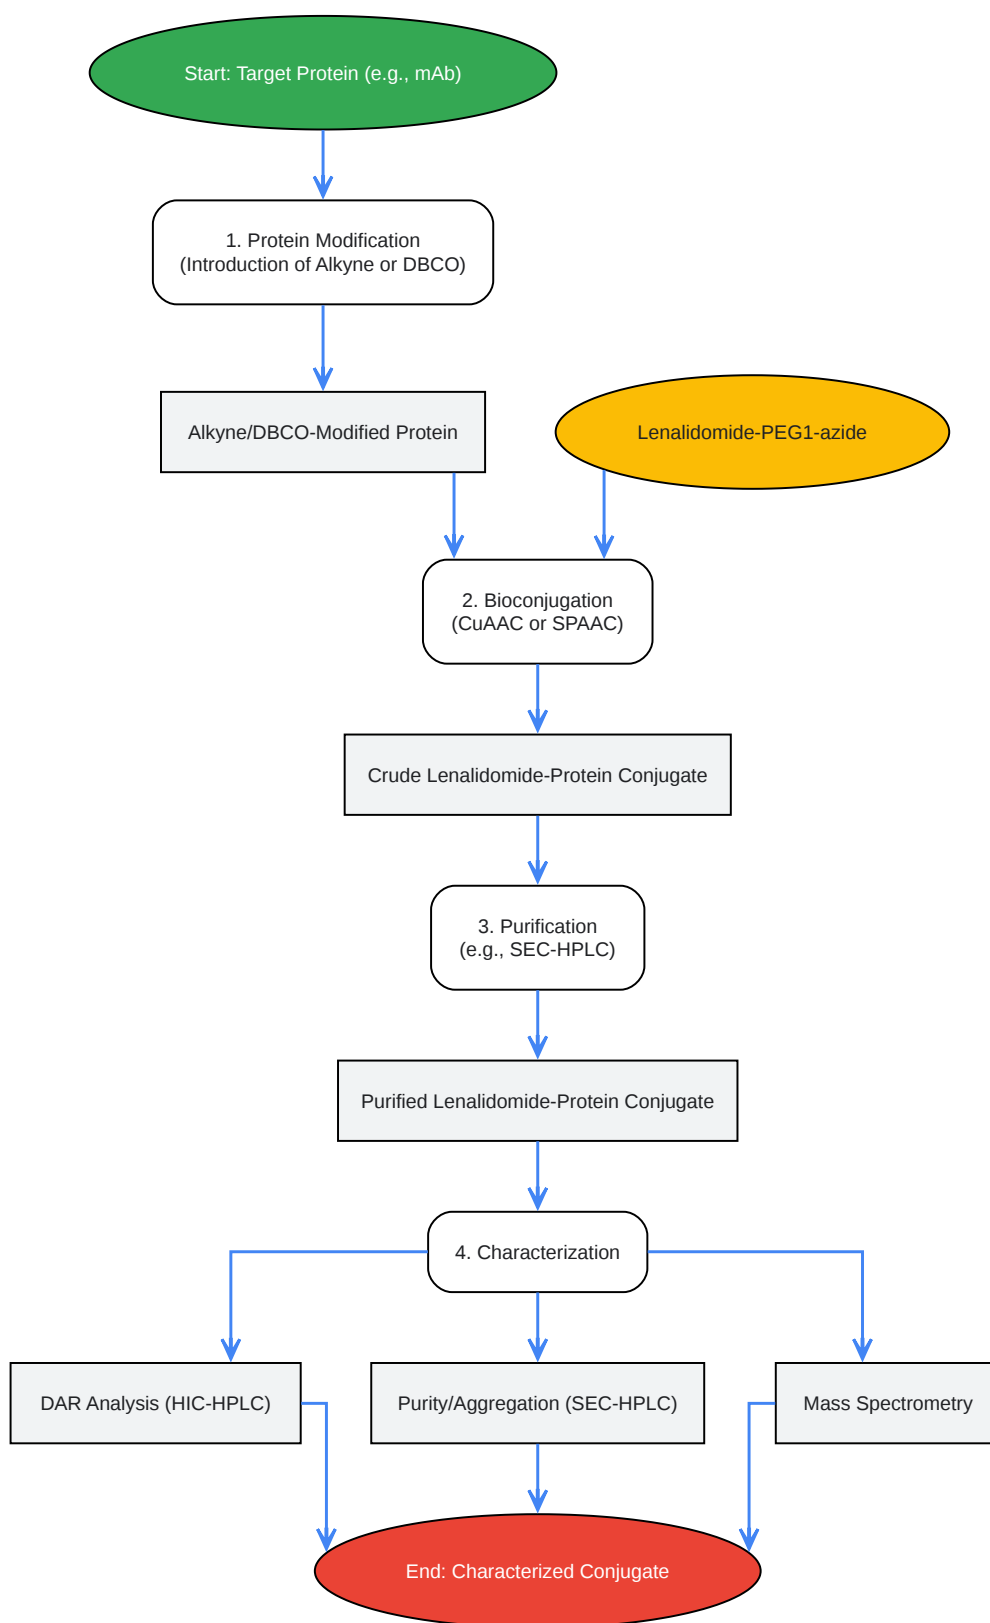 Start: Target Protein (e.g., mAb)
1. Protein Modification
(Introduction of Alkyne or DBCO)
Alkyne/DBCO-Modified Protein
Lenalidomide-PEG1-azide
2. Bioconjugation
(CuAAC or SPAAC)
Crude Lenalidomide-Protein Conjugate
3. Purification
(e.g., SEC-HPLC)
Purified Lenalidomide-Protein Conjugate
4. Characterization
DAR Analysis (HIC-HPLC)
Purity/Aggregation (SEC-HPLC)
Mass Spectrometry
End: Characterized Conjugate